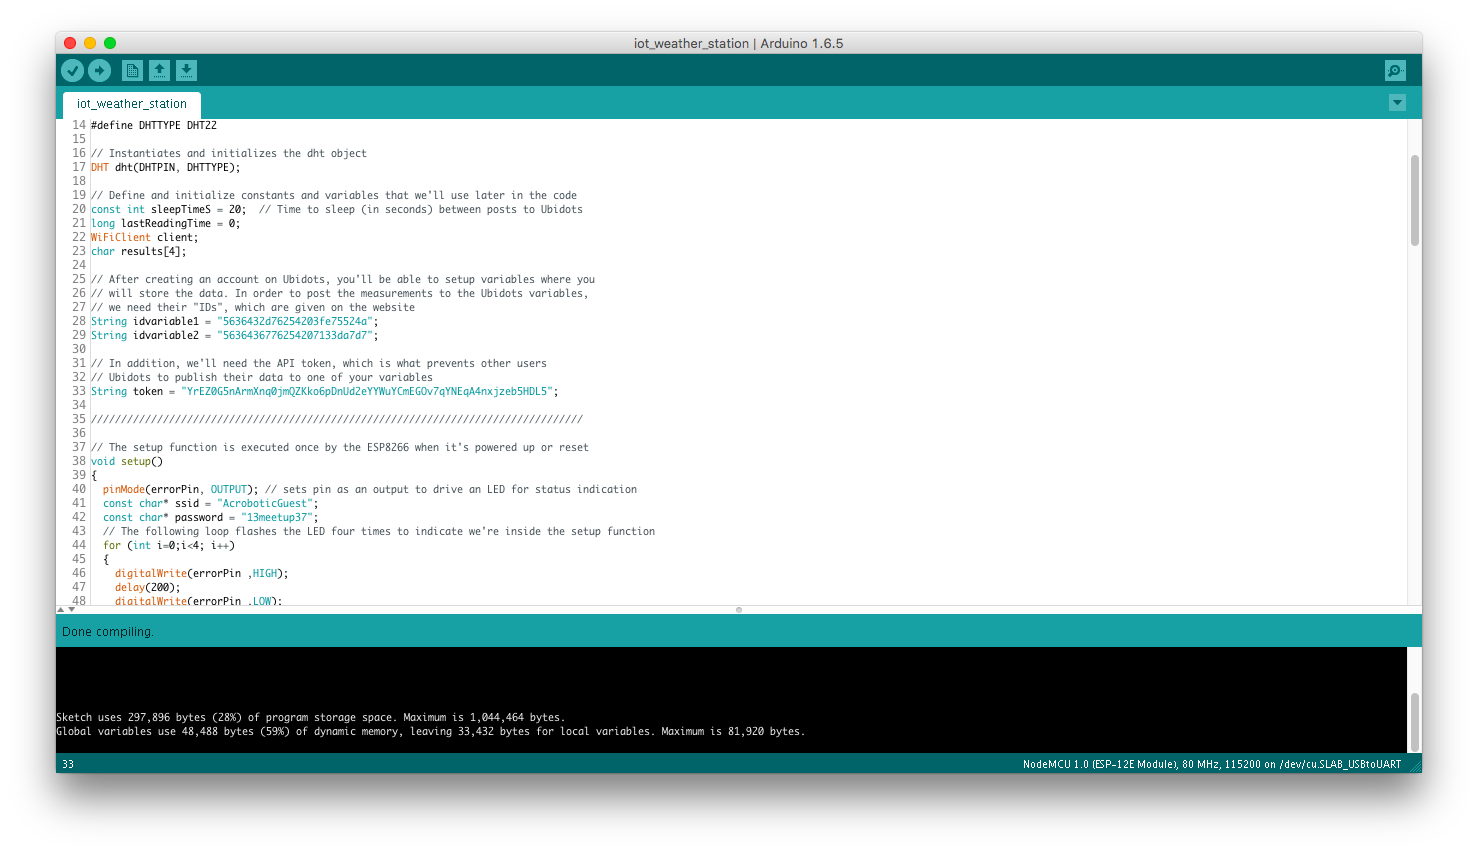 iot_weather_station | Arduino 1.6.5
iot_weather_station
14 #define DHTTYPE DHT22
15
16 // Instantiates and initializes the dht object
17 DHT dht(DHTPIN, DHTTYPE);
18
19 // Define and initialize constants and variables that we'll use later in the code
20 const int sleepTimeS = 20;  // Time to sleep (in seconds) between posts to Ubidots
21 long lastReadingTime = 0;
22 WiFiClient client;
23 char results[4];
24
25 // After creating an account on Ubidots, you'll be able to setup variables where you
26 // will store the data. In order to post the measurements to the Ubidots variables,
27 // we need their "IDs", which are given on the website
28 String idvariable1 = "5636432d76254203fe75524a";
29 String idvariable2 = "5636436776254207133da7d7";
30
31 // In addition, we'll need the API token, which is what prevents other users
32 // Ubidots to publish their data to one of your variables
33 String token = "YrEZ0G5nArmXnq0jmQZKko6pDnUd2eYYWuYCmEGOv7qYNEqA4nxjzeb5HDL5";
34
35 //////////////////////////////////////////////////////////////////////////////////
36
37 // The setup function is executed once by the ESP8266 when it's powered up or reset
38 void setup()
39 {
40   pinMode(errorPin, OUTPUT); // sets pin as an output to drive an LED for status indication
41   const char* ssid = "AcroboticGuest";
42   const char* password = "13meetup37";
43   // The following loop flashes the LED four times to indicate we're inside the setup function
44   for (int i=0;i<4; i++)
45   {
46     digitalWrite(errorPin ,HIGH);
47     delay(200);
48     digitalWrite(errorPin ,LOW);
Done compiling.
Sketch uses 297,896 bytes (28%) of program storage space. Maximum is 1,044,464 bytes.
Global variables use 48,488 bytes (59%) of dynamic memory, leaving 33,432 bytes for local variables. Maximum is 81,920 bytes.
33 NodeMCU 1.0 (ESP-12E Module), 80 MHz, 115200 on /dev/cu.SLAB_USBtoUART